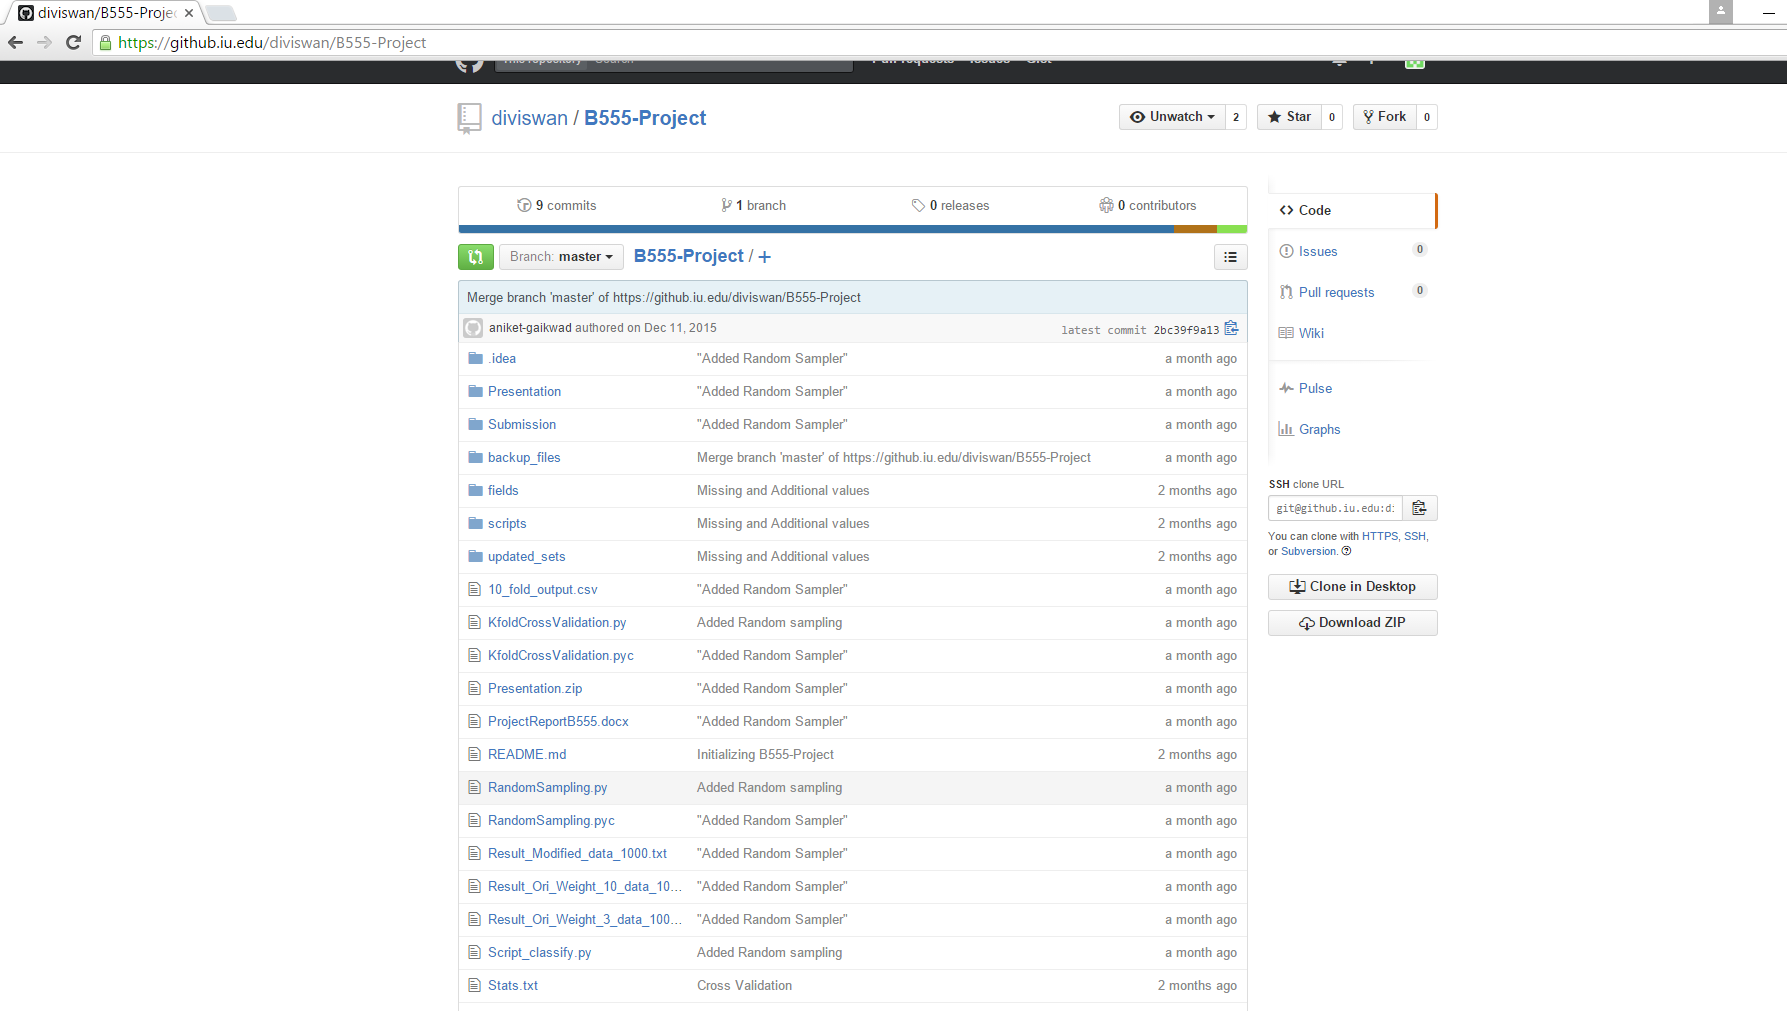 diviswan/B555-Projec
https://github.iu.edu/diviswan/B555-Project
This repository Search Pull requests Issues Gist
diviswan / B555-Project
Unwatch 2 Star 0 Fork 0
9 commits 1 branch 0 releases 0 contributors
Branch: master B555-Project / +
Merge branch 'master' of https://github.iu.edu/diviswan/B555-Project
aniket-gaikwad authored on Dec 11, 2015 latest commit 2bc39f9a13
.idea "Added Random Sampler" a month ago
Presentation "Added Random Sampler" a month ago
Submission "Added Random Sampler" a month ago
backup_files Merge branch 'master' of https://github.iu.edu/diviswan/B555-Project a month ago
fields Missing and Additional values 2 months ago
scripts Missing and Additional values 2 months ago
updated_sets Missing and Additional values 2 months ago
10_fold_output.csv "Added Random Sampler" a month ago
KfoldCrossValidation.py Added Random sampling a month ago
KfoldCrossValidation.pyc "Added Random Sampler" a month ago
Presentation.zip "Added Random Sampler" a month ago
ProjectReportB555.docx "Added Random Sampler" a month ago
README.md Initializing B555-Project 2 months ago
RandomSampling.py Added Random sampling a month ago
RandomSampling.pyc "Added Random Sampler" a month ago
Result_Modified_data_1000.txt "Added Random Sampler" a month ago
Result_Ori_Weight_10_data_10... "Added Random Sampler" a month ago
Result_Ori_Weight_3_data_100... "Added Random Sampler" a month ago
Script_classify.py Added Random sampling a month ago
Stats.txt Cross Validation 2 months ago
Code
Issues 0
Pull requests 0
Wiki
Pulse
Graphs
SSH clone URL
git@github.iu.edu:di
You can clone with HTTPS, SSH,
or Subversion.
Clone in Desktop
Download ZIP